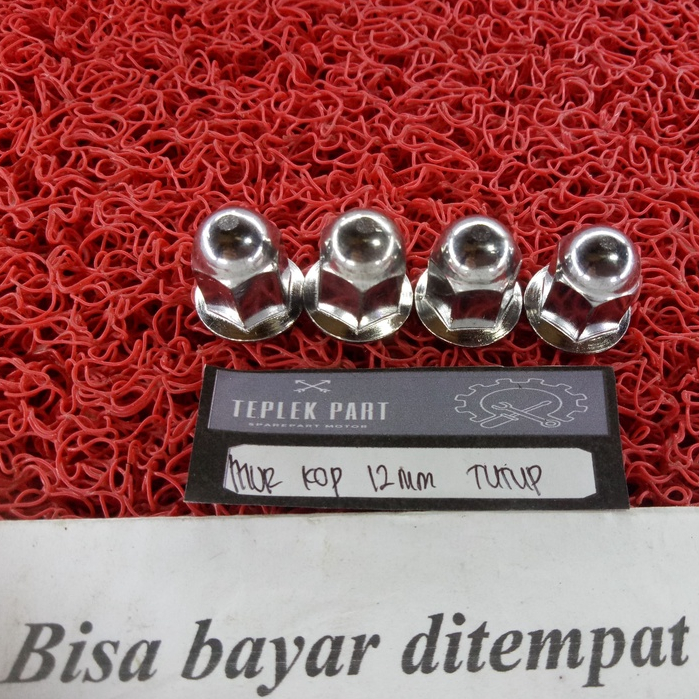 TEPLEK PART
SPAREPART MOTOR
MUR KOP 12mm TUTUP
Bisa bayar ditempat